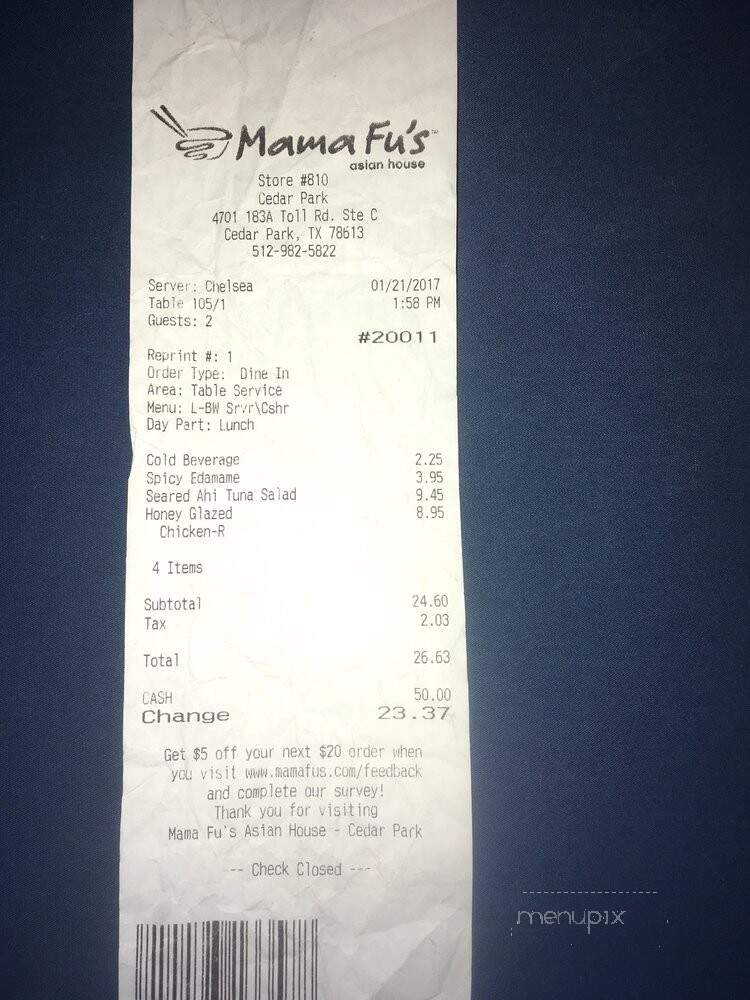 Mama Fu's™
asian house
Store #810
Cedar Park
4701 183A Toll Rd. Ste C
Cedar Park, TX 78613
512-982-5822
Server: Chelsea 01/21/2017
Table 105/1 1:58 PM
Guests: 2
#20011
Reprint #: 1
Order Type: Dine In
Area: Table Service
Menu: L-BW Srvr\Cshr
Day Part: Lunch
Cold Beverage 2.25
Spicy Edamame 3.95
Seared Ahi Tuna Salad 9.45
Honey Glazed 8.95
Chicken-R
4 Items
Subtotal 24.60
Tax 2.03
Total 26.63
CASH 50.00
Change 23.37
Get $5 off your next $20 order when
you visit www.mamafus.com/feedback
and complete our survey!
Thank you for visiting
Mama Fu's Asian House - Cedar Park
--- Check Closed ---
menupix